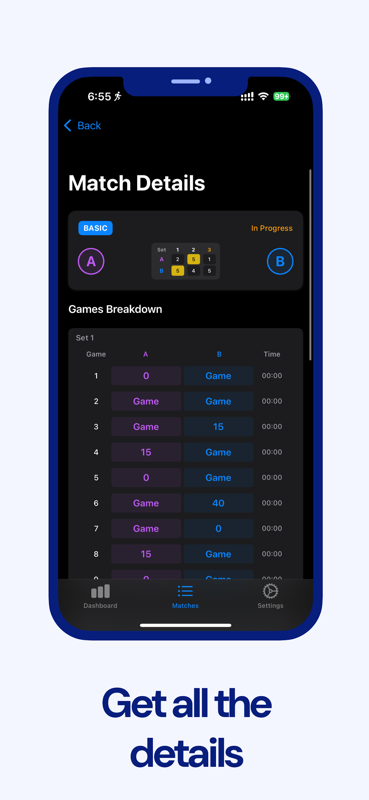 6:55
99+
Back
Match Details
BASIC
In Progress
A
Set 1 2 3
A 2 5 1
B 5 4 5
B
Games Breakdown
Set 1
Game A B Time
1 0 Game 00:00
2 Game Game 00:00
3 Game 15 00:00
4 15 Game 00:00
5 0 Game 00:00
6 Game 40 00:00
7 Game 0 00:00
8 15 Game 00:00
9 0 Game 00:00
Dashboard Matches Settings
Get all the
details